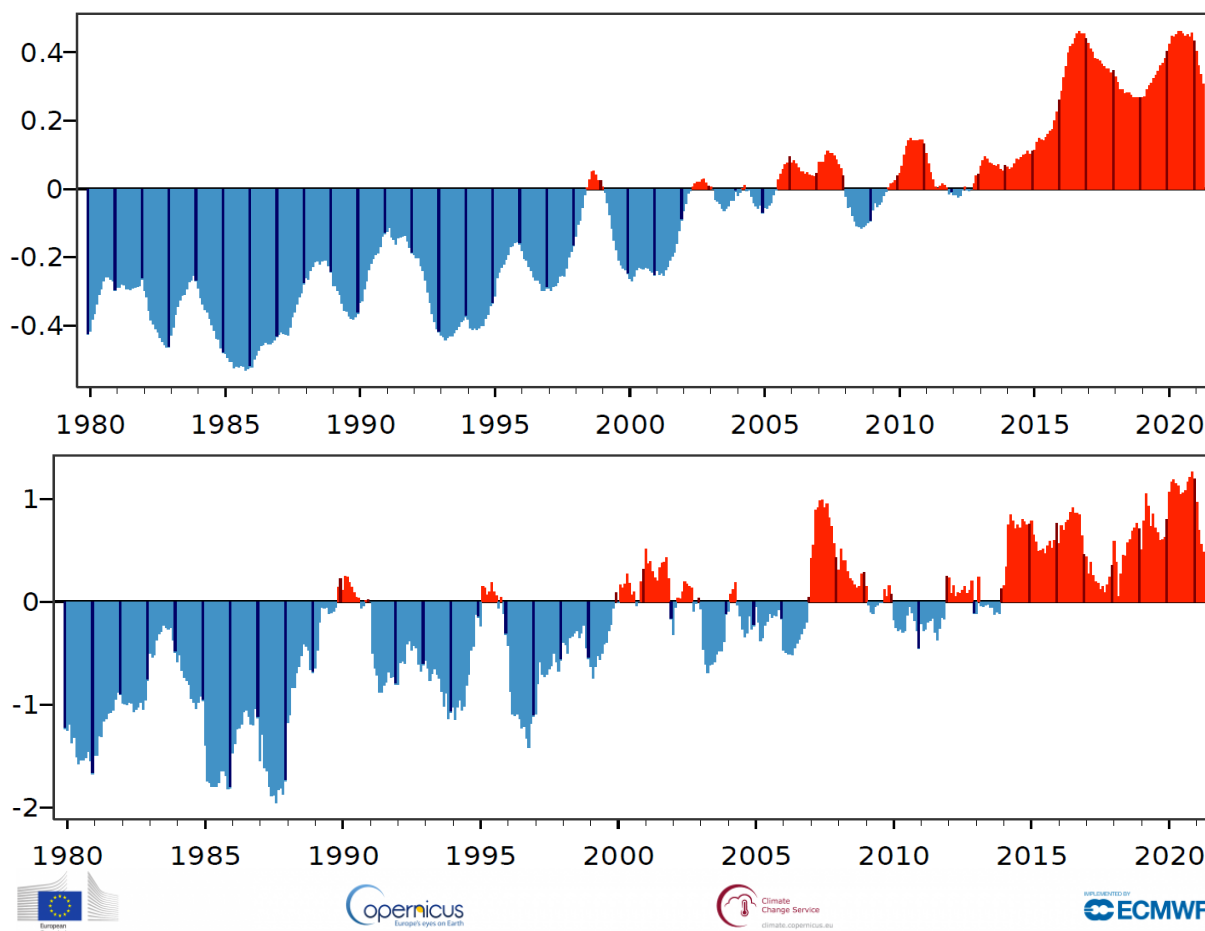 0.4
0.2
0
-0.2
-0.4
1980 1985 1990 1995 2000 2005 2010 2015 2020
1
0
-1
-2
1980 1985 1990 1995 2000 2005 2010 2015 2020
European
opernicus
Europe's eyes on Earth
Climate
Change Service
climate.copernicus.eu
IMPLEMENTED BY
ECMWF